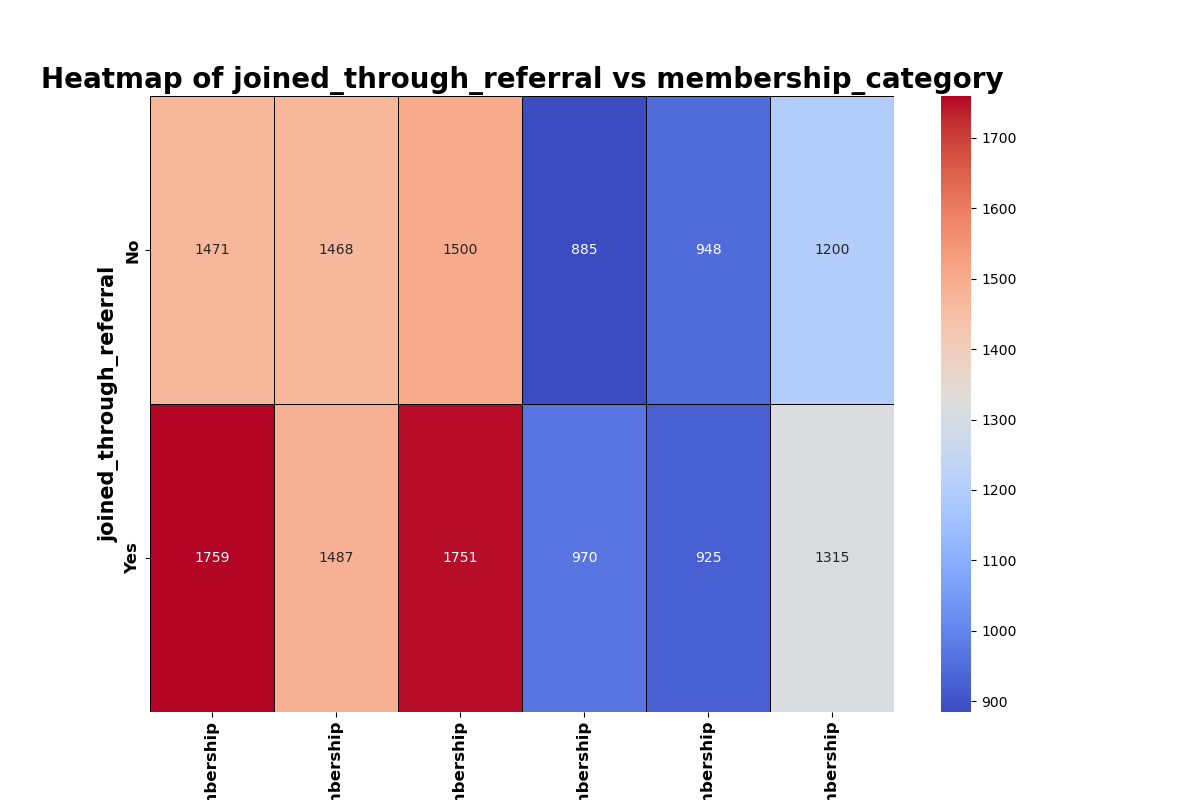 Heatmap of joined_through_referral vs membership_category
joined_through_referral
No
1471 1468 1500 885 948 1200
Yes
1759 1487 1751 970 925 1315
1700
1600
1500
1400
1300
1200
1100
1000
900